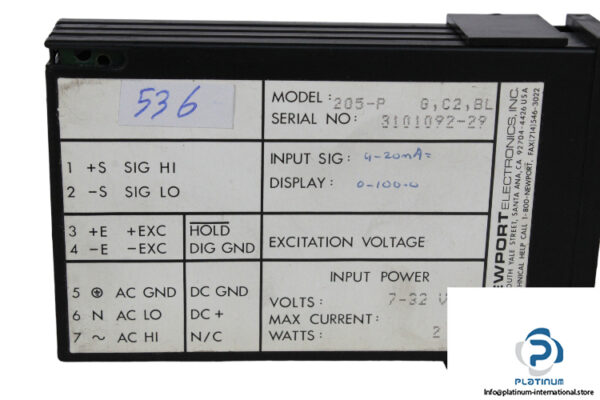 536
MODEL: 205-P G,C2,BL
SERIAL NO: 3101092-29
1 +S SIG HI
2 -S SIG LO
INPUT SIG: 4-20mA=
DISPLAY: 0-100.0
3 +E +EXC HOLD
4 -E -EXC DIG GND
EXCITATION VOLTAGE
5 ⊕ AC GND DC GND
6 N AC LO DC +
7 ~ AC HI N/C
INPUT POWER
VOLTS: 7-32 V
MAX CURRENT:
WATTS: 2
NEWPORT ELECTRONICS, INC.
SOUTH YALE STREET, SANTA ANA, CA 92704-4426 USA
TECHNICAL HELP CALL 1-800-NEWPORT, FAX(714)546-3022
PLATINUM
Info@platinum-international.store